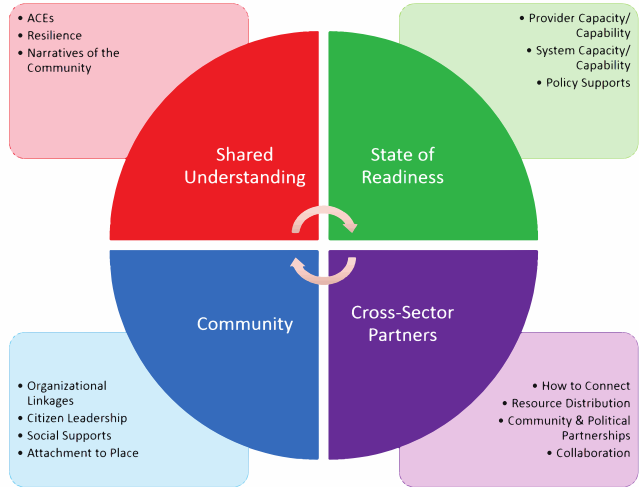 • ACEs
• Resilience
• Narratives of the
Community
• Provider Capacity/
Capability
• System Capacity/
Capability
• Policy Supports
Shared
Understanding
State of
Readiness
Community
Cross-Sector
Partners
• Organizational
Linkages
• Citizen Leadership
• Social Supports
• Attachment to Place
• How to Connect
• Resource Distribution
• Community & Political
Partnerships
• Collaboration